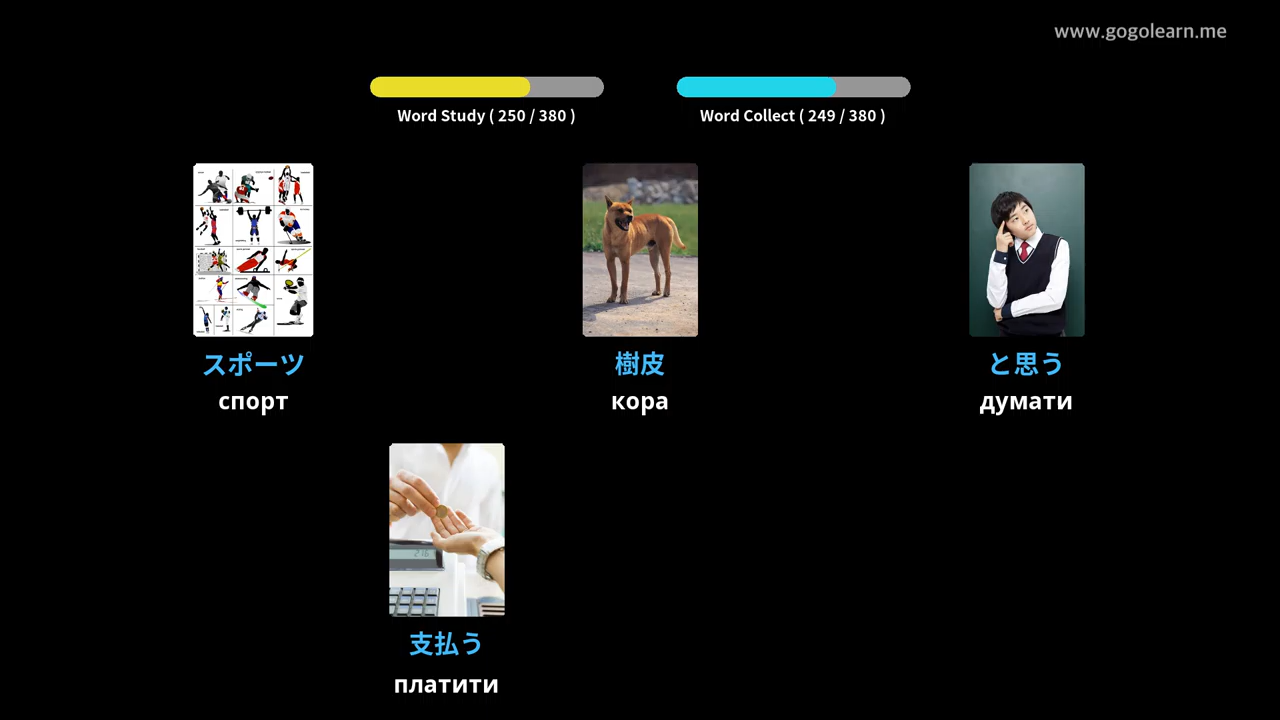 www.gogolearn.me
Word Study ( 250 / 380 )
Word Collect ( 249 / 380 )
スポーツ
спорт
樹皮
кора
と思う
думати
支払う
платити